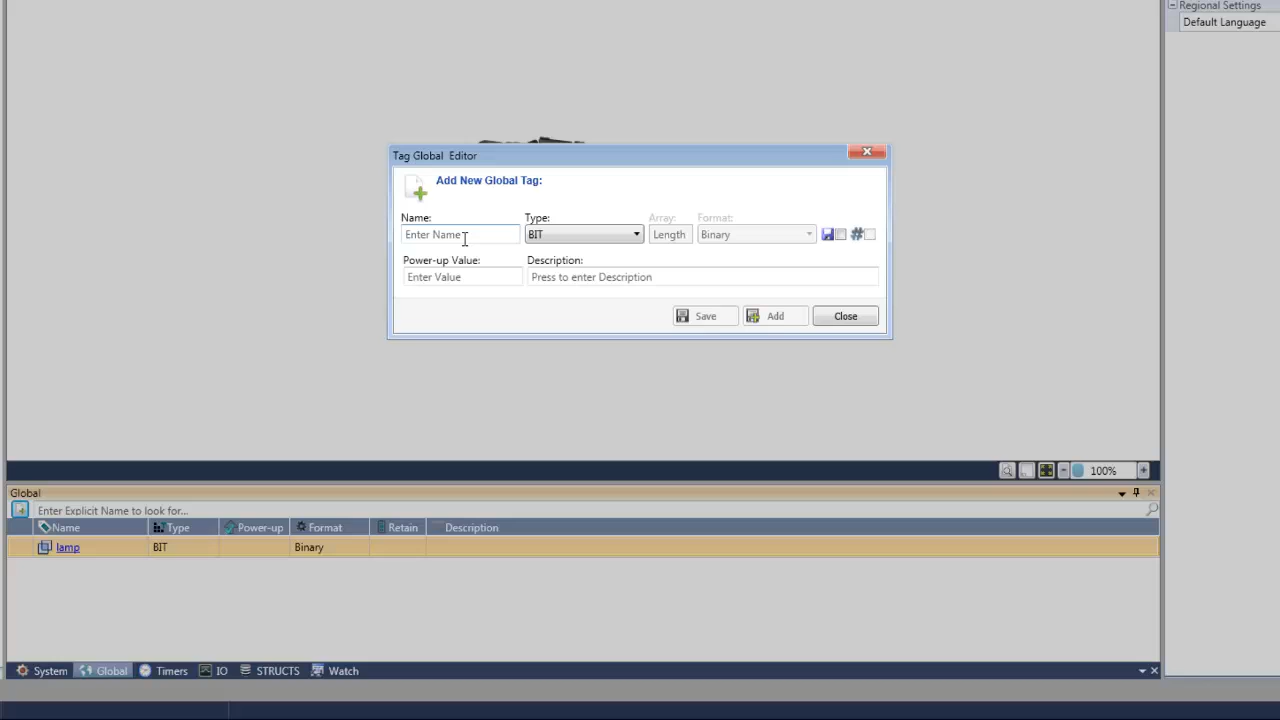 Regional Settings
Default Language
Tag Global Editor
Add New Global Tag:
Name: Type: Array: Format:
Enter Name BIT Length Binary #
Power-up Value: Description:
Enter Value Press to enter Description
Save Add Close
100%
Global
Enter Explicit Name to look for...
Name Type Power-up Format Retain Description
lamp BIT Binary
System Global Timers IO STRUCTS Watch